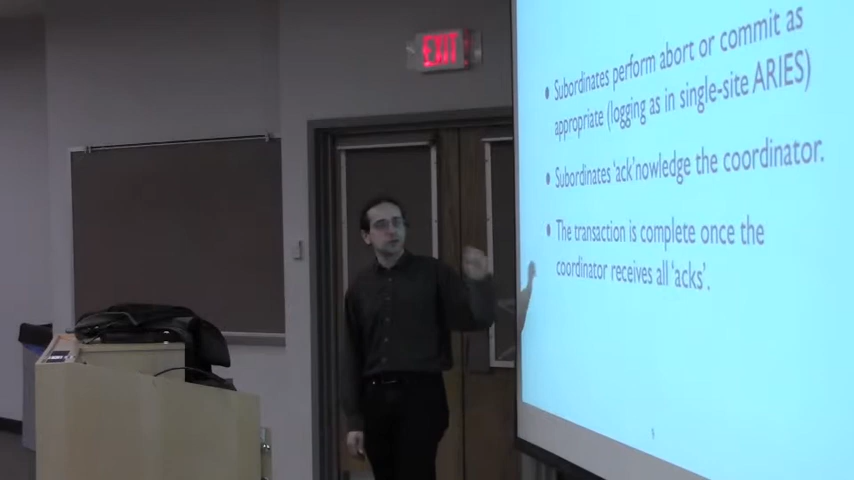 EXIT
• Subordinates perform abort or commit as
appropriate (logging as in single-site ARIES)
• Subordinates 'ack'nowledge the coordinator.
• The transaction is complete once the
coordinator receives all 'acks'.